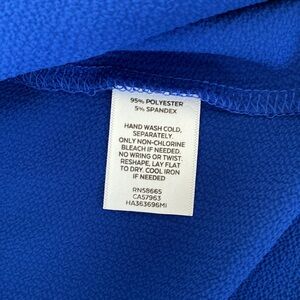 95% POLYESTER
5% SPANDEX
HAND WASH COLD,
SEPARATELY.
ONLY NON-CHLORINE
BLEACH IF NEEDED.
NO WRING OR TWIST.
RESHAPE, LAY FLAT
TO DRY. COOL IRON
IF NEEDED
RN58665
CA57963
HA363696MI